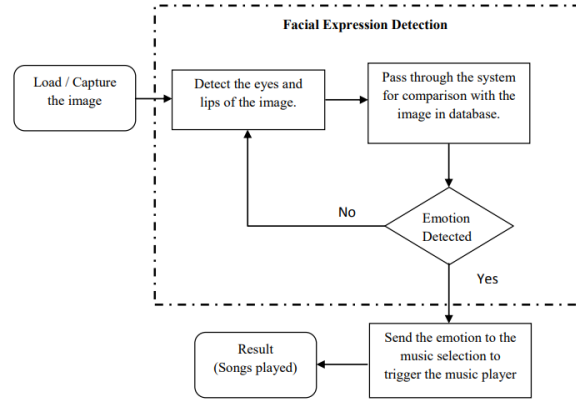 Facial Expression Detection
Load / Capture
the image
Detect the eyes and
lips of the image.
Pass through the system
for comparison with the
image in database.
No
Emotion
Detected
Yes
Send the emotion to the
music selection to
trigger the music player
Result
(Songs played)